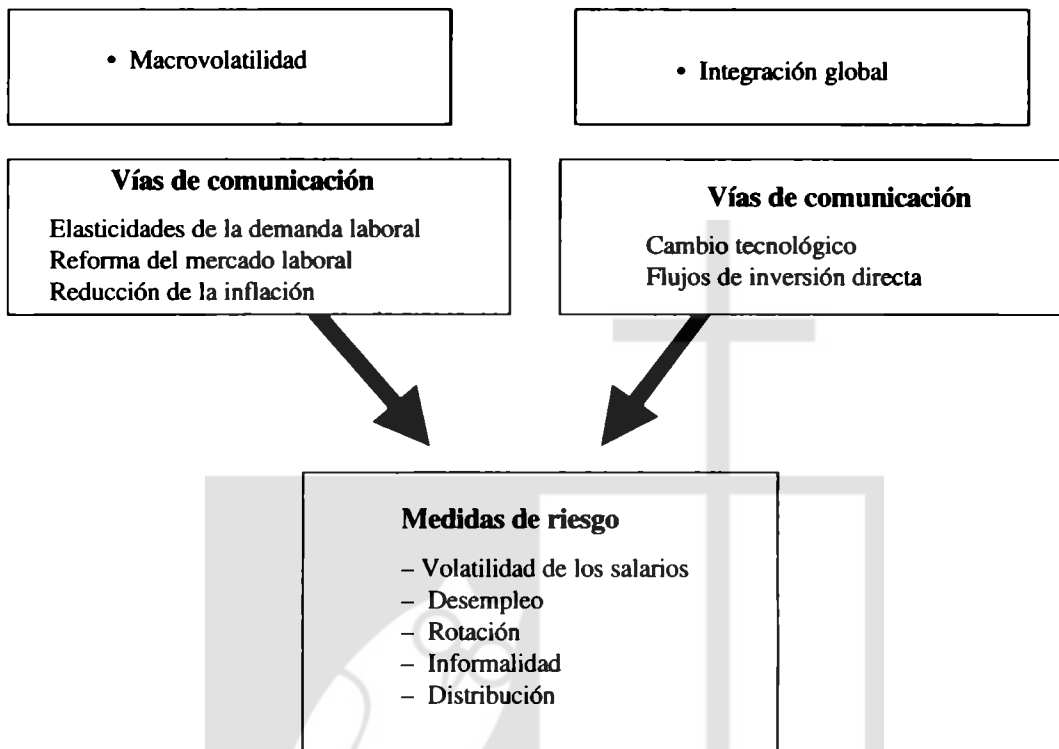 • Macrovolatilidad
• Integración global
Vías de comunicación
Elasticidades de la demanda laboral
Reforma del mercado laboral
Reducción de la inflación
Vías de comunicación
Cambio tecnológico
Flujos de inversión directa
Medidas de riesgo
– Volatilidad de los salarios
– Desempleo
– Rotación
– Informalidad
– Distribución